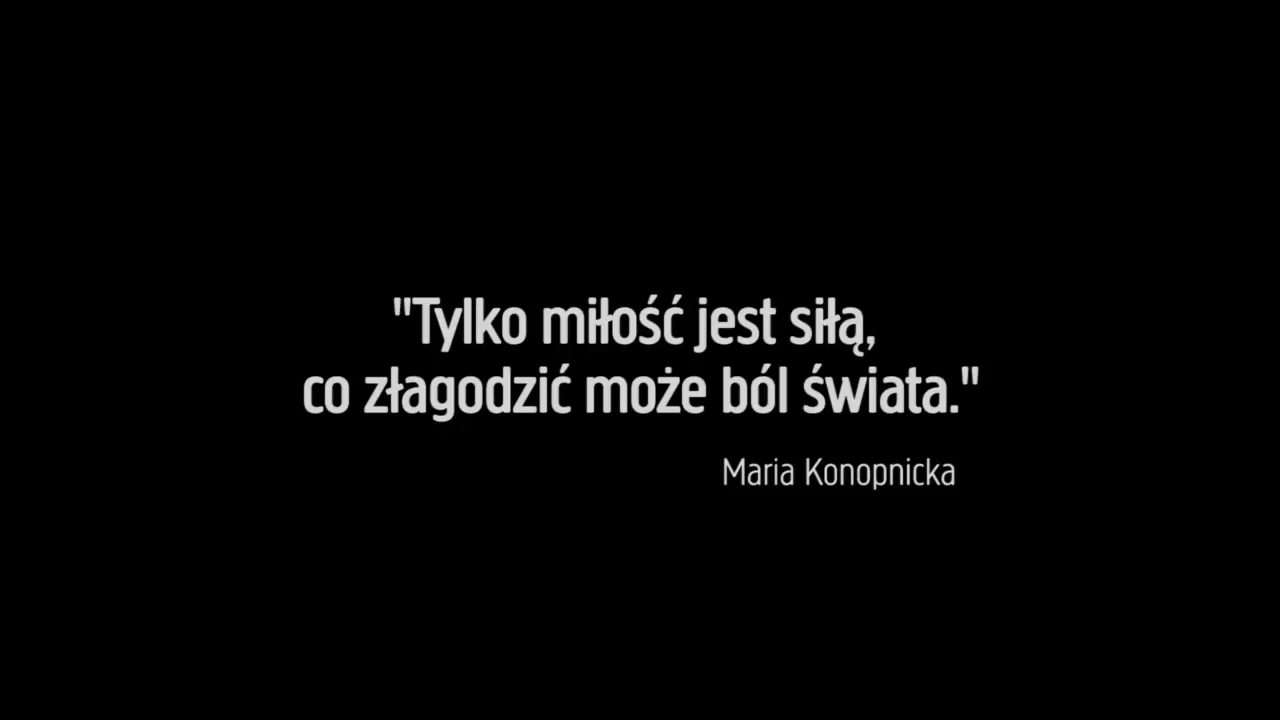 "Tylko miłość jest siłą,
co złagodzić może ból świata."
Maria Konopnicka